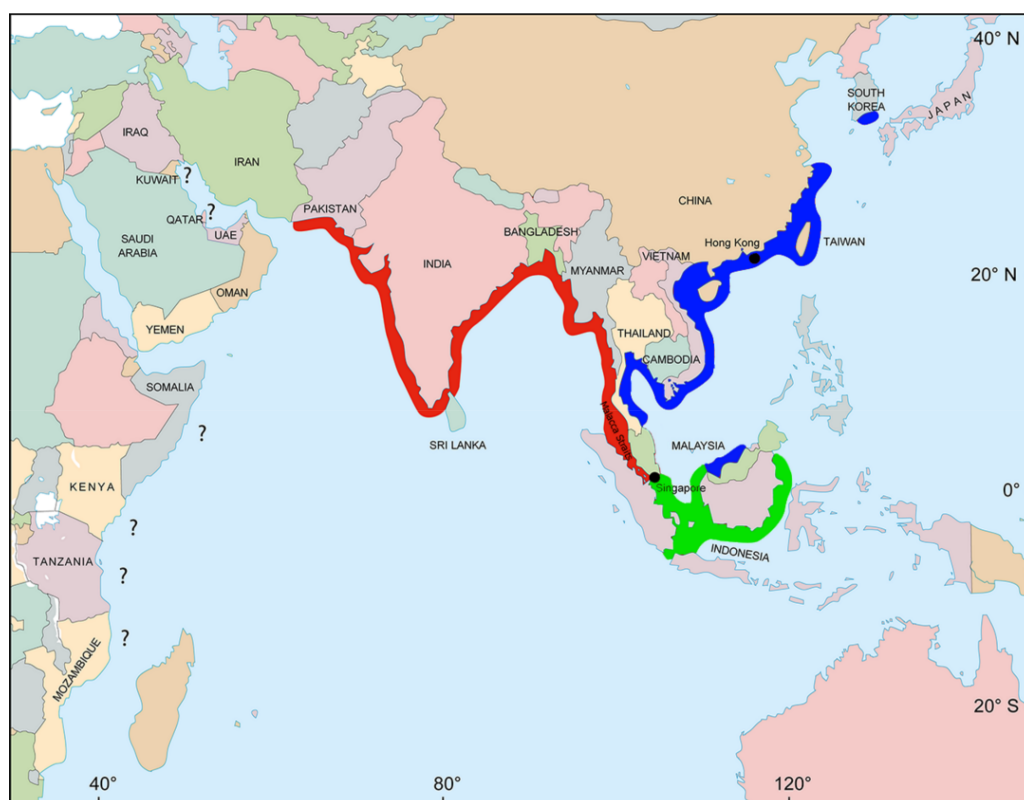 40° N
SOUTH
KOREA
JAPAN
IRAQ
IRAN
KUWAIT
?
PAKISTAN
QATAR
?
UAE
SAUDI
ARABIA
CHINA
BANGLADESH
INDIA
MYANMAR
VIETNAM
Hong Kong
TAIWAN
20° N
OMAN
YEMEN
THAILAND
CAMBODIA
SOMALIA
?
SRI LANKA
Malacca Straits
MALAYSIA
KENYA
Singapore
0°
?
TANZANIA
?
INDONESIA
?
MOZAMBIQUE
20° S
40°
80°
120°